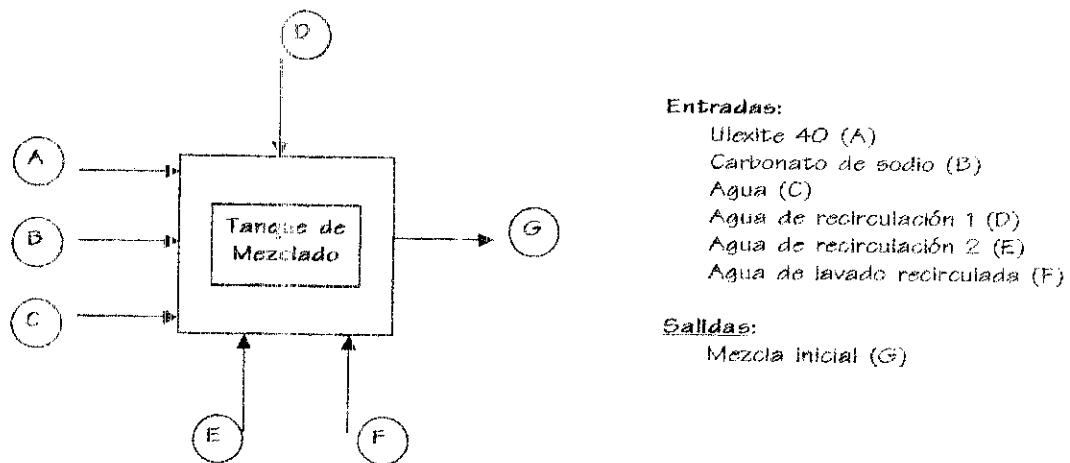 D
A
B
C
Tanque de
Mezclado
G
E
F
Entradas:
Ulexite 40 (A)
Carbonato de sodio (B)
Agua (C)
Agua de recirculación 1 (D)
Agua de recirculación 2 (E)
Agua de lavado recirculada (F)
Salidas:
Mezcla inicial (G)